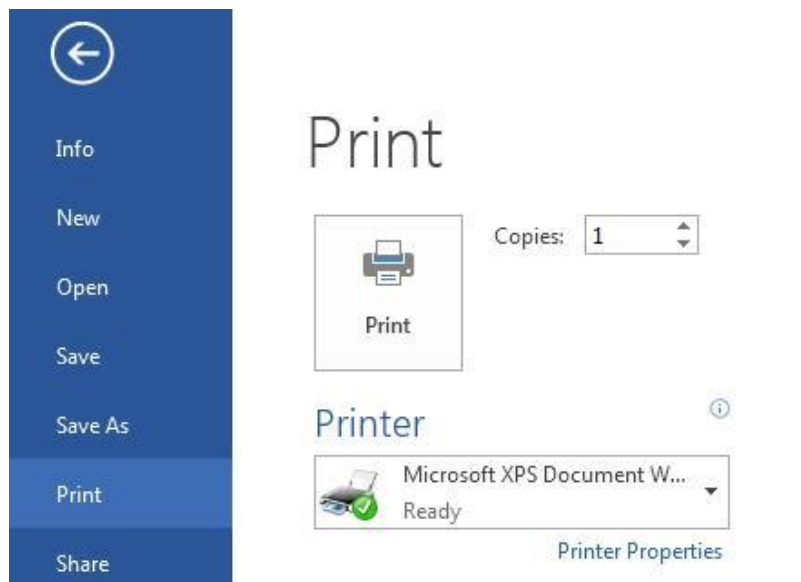 Info
New
Open
Save
Save As
Print
Share
Print
Print
Copies: 1
Printer
Microsoft XPS Document W...
Ready
Printer Properties